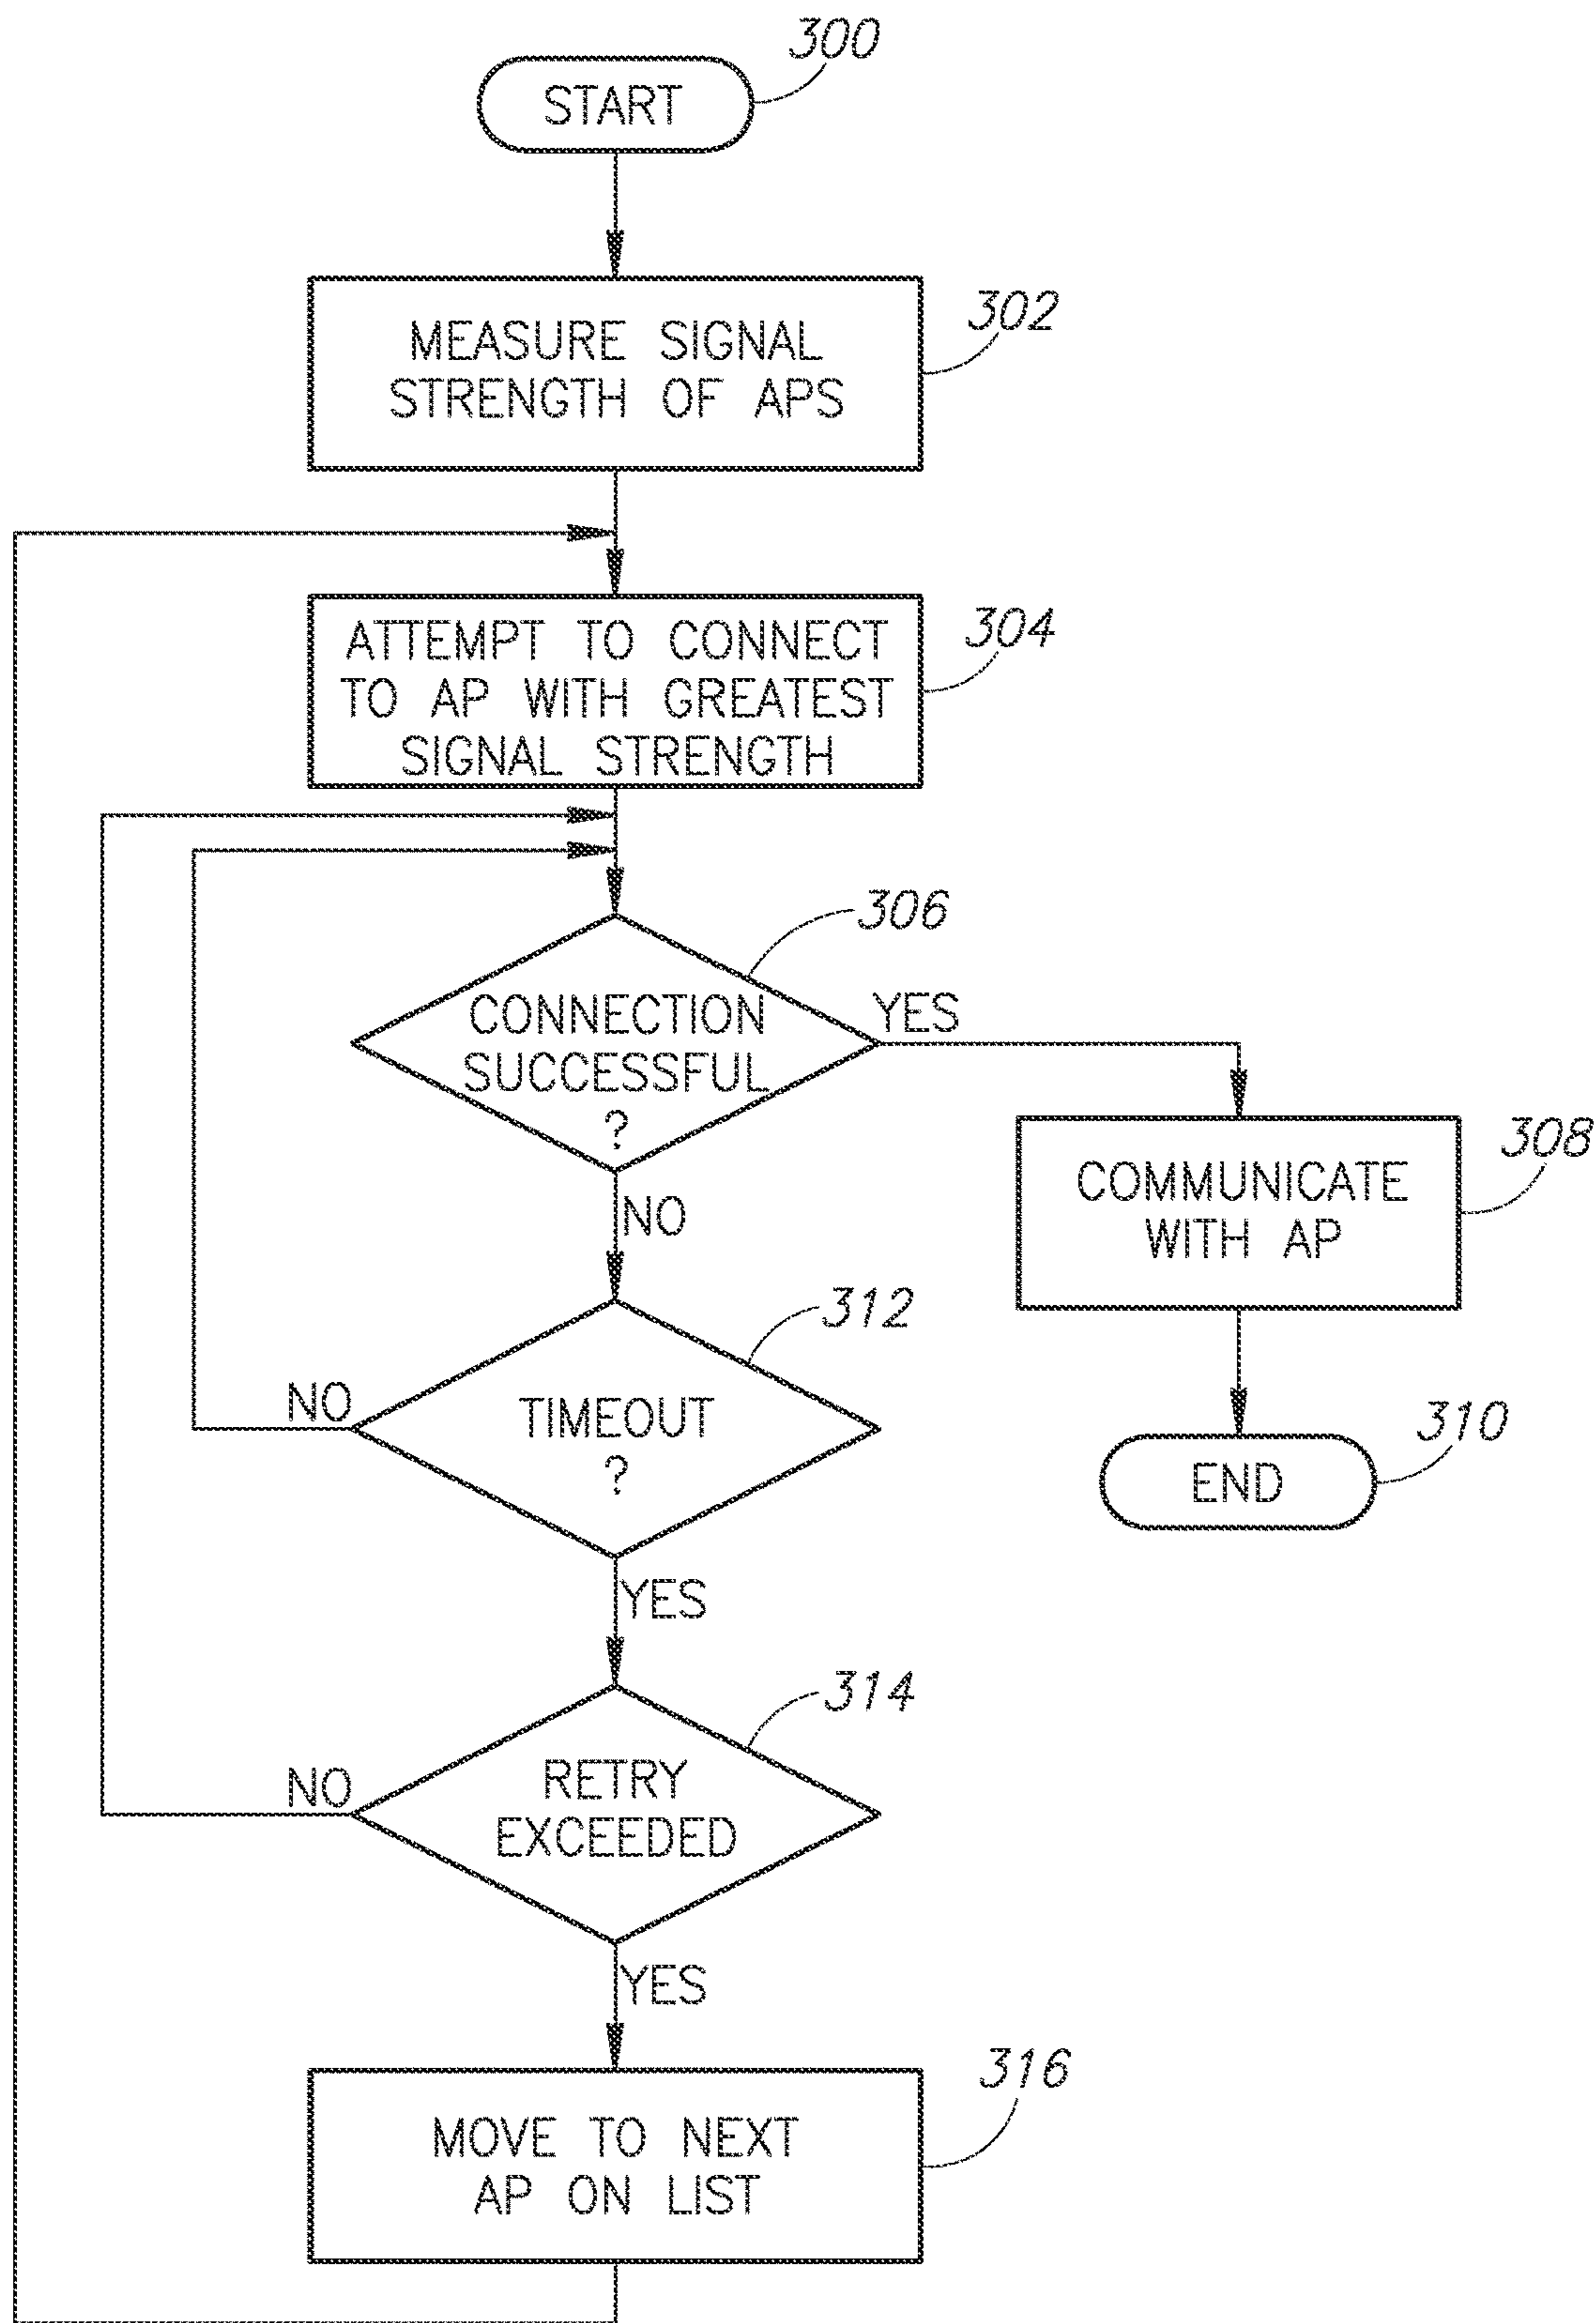 300
START
302
MEASURE SIGNAL
STRENGTH OF APS
304
ATTEMPT TO CONNECT
TO AP WITH GREATEST
SIGNAL STRENGTH
306
CONNECTION
SUCCESSFUL
?
YES
NO
308
COMMUNICATE
WITH AP
312
TIMEOUT
?
NO
YES
310
END
314
RETRY
EXCEEDED
NO
YES
316
MOVE TO NEXT
AP ON LIST